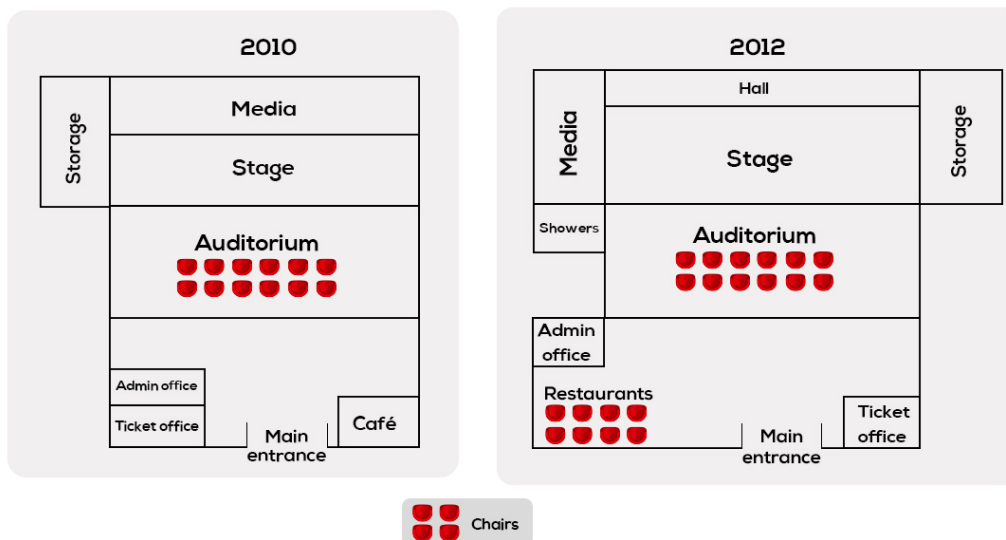 2010
Storage
Media
Stage
Auditorium
Admin office
Ticket office
Café
Main
entrance
2012
Media
Hall
Stage
Storage
Showers
Auditorium
Admin
office
Restaurants
Ticket
office
Main
entrance
Chairs